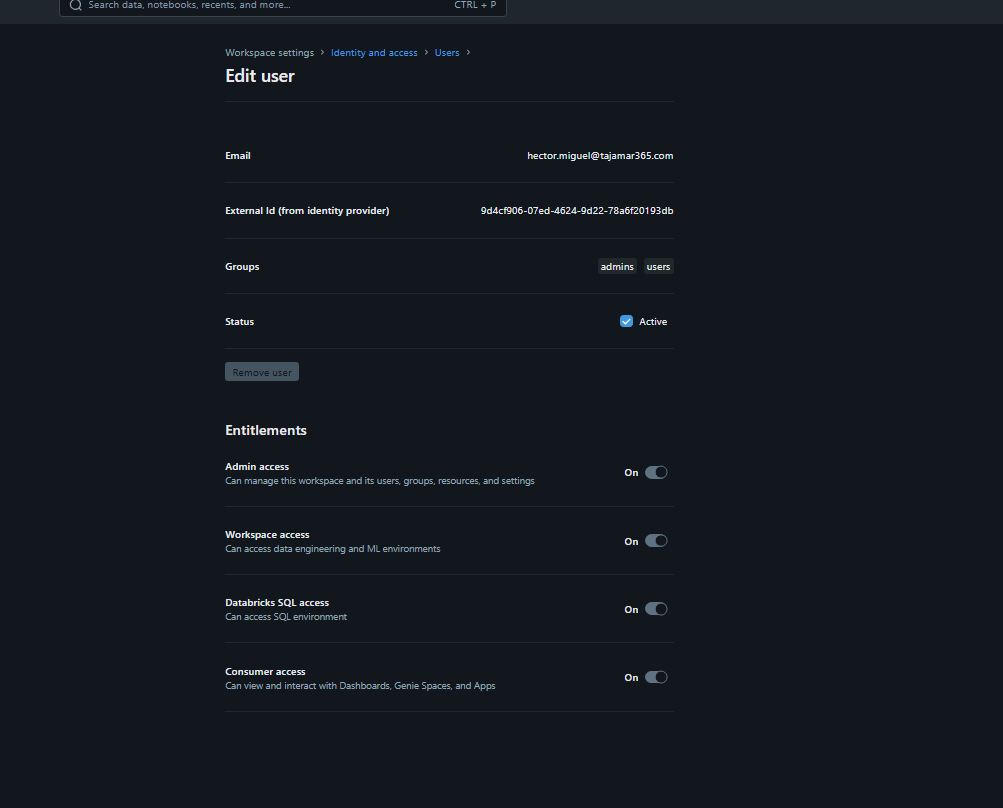 Search data, notebooks, recents, and more... CTRL + P
Workspace settings > Identity and access > Users >
Edit user
Email hector.miguel@tajamar365.com
External Id (from identity provider) 9d4cf906-07ed-4624-9d22-78a6f20193db
Groups admins users
Status Active
Remove user
Entitlements
Admin access
Can manage this workspace and its users, groups, resources, and settings
On
Workspace access
Can access data engineering and ML environments
On
Databricks SQL access
Can access SQL environment
On
Consumer access
Can view and interact with Dashboards, Genie Spaces, and Apps
On